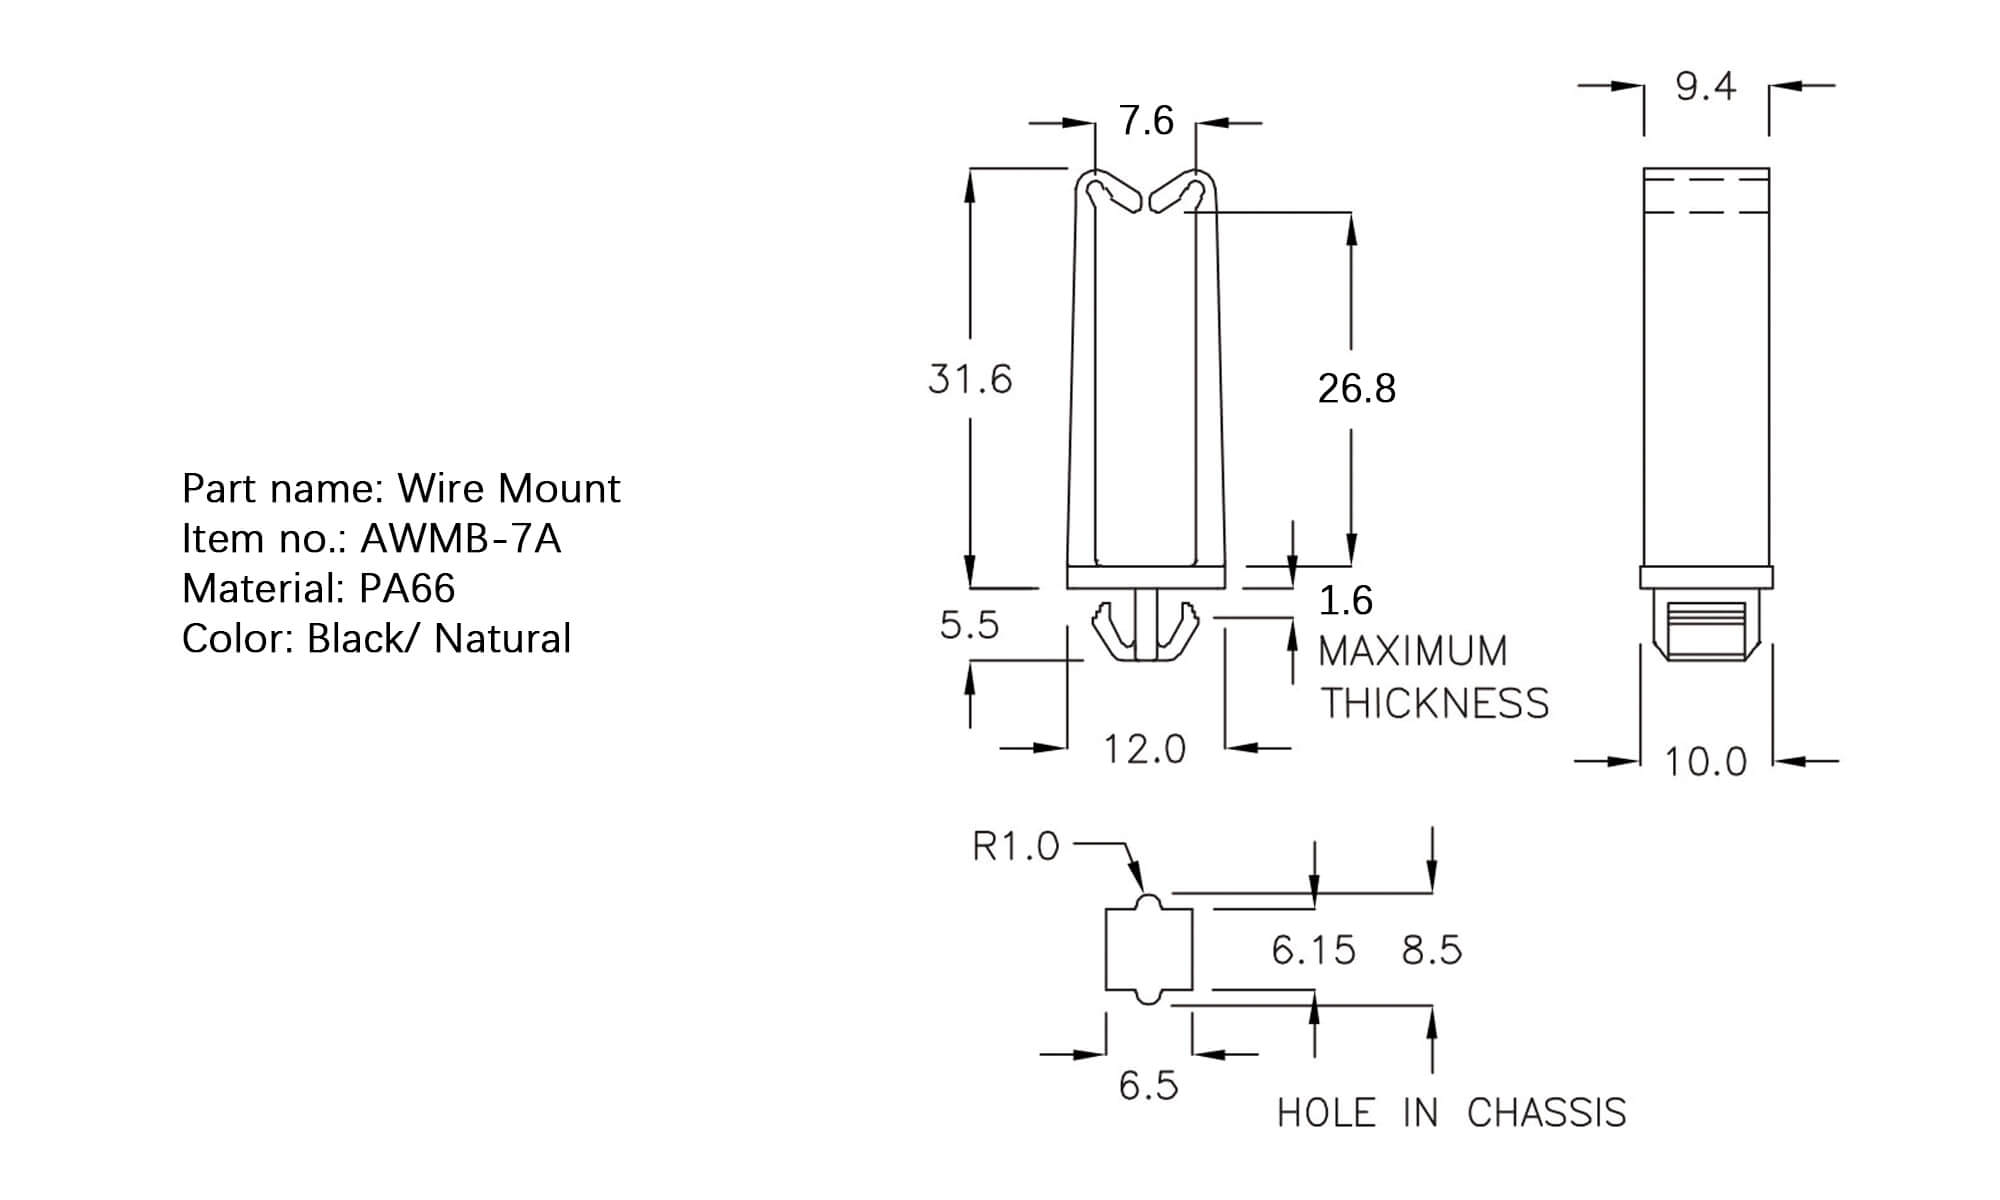 Part name: Wire Mount
Item no.: AWMB-7A
Material: PA66
Color: Black/ Natural
7.6
9.4
31.6
26.8
5.5
1.6
MAXIMUM
THICKNESS
12.0
10.0
R1.0
6.15
8.5
6.5
HOLE IN CHASSIS